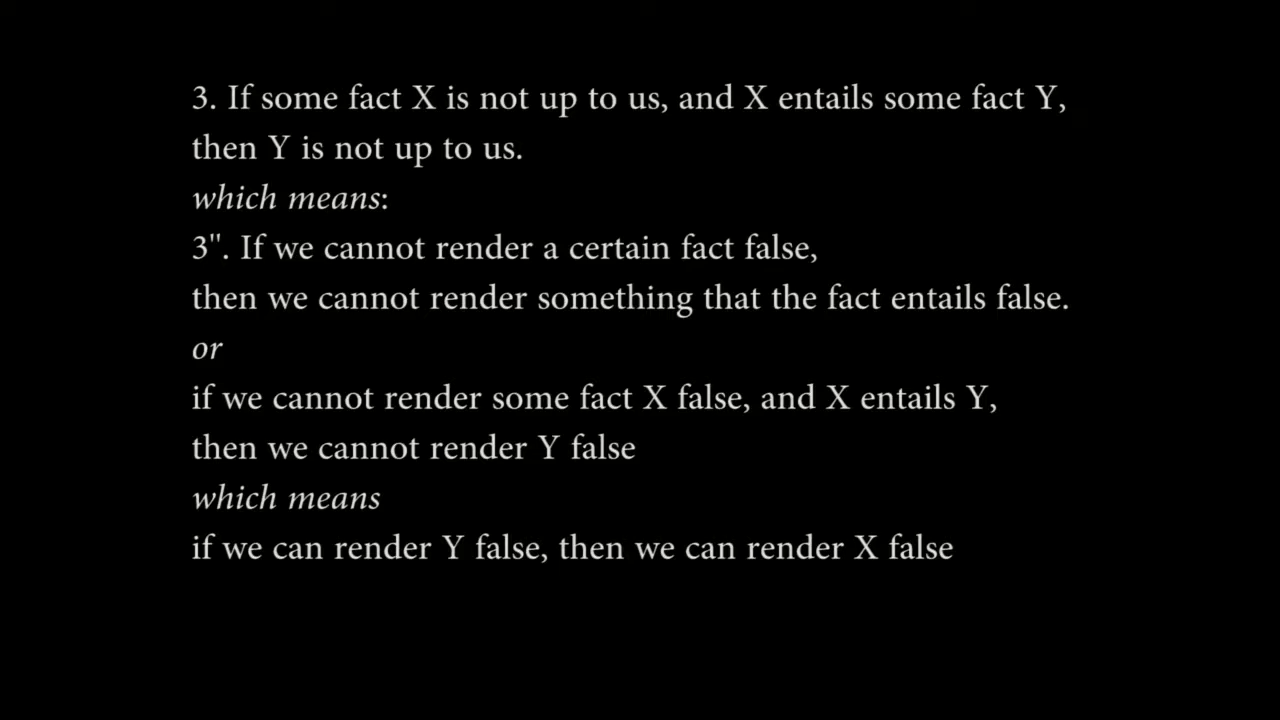 3. If some fact X is not up to us, and X entails some fact Y,
then Y is not up to us.
which means:
3". If we cannot render a certain fact false,
then we cannot render something that the fact entails false.
or
if we cannot render some fact X false, and X entails Y,
then we cannot render Y false
which means
if we can render Y false, then we can render X false